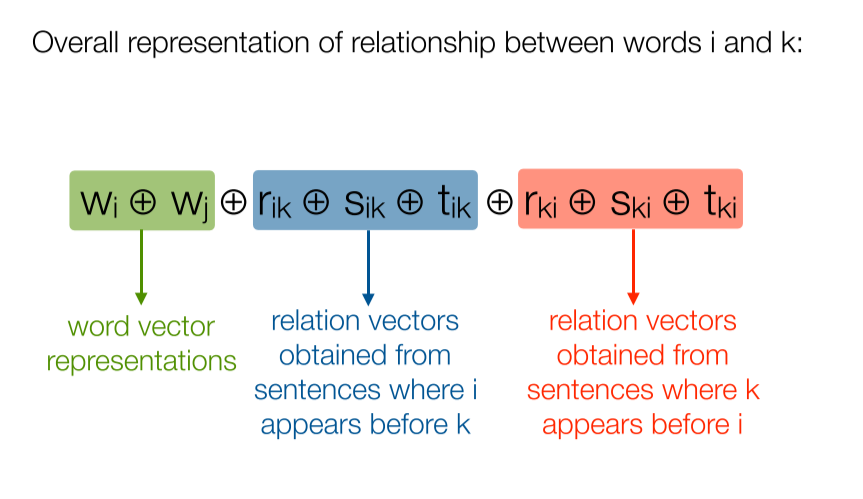 Overall representation of relationship between words i and k:
wi ⊕ wj ⊕ rik ⊕ sik ⊕ tik ⊕ rki ⊕ ski ⊕ tki
word vector
representations
relation vectors
obtained from
sentences where i
appears before k
relation vectors
obtained from
sentences where k
appears before i